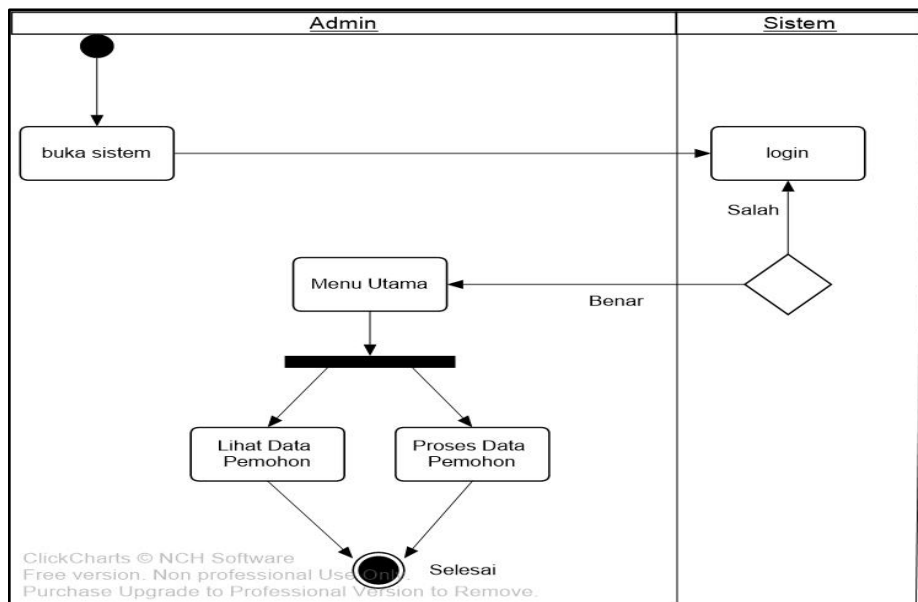 Admin
Sistem
buka sistem
login
Salah
Menu Utama
Benar
Lihat Data
Pemohon
Proses Data
Pemohon
Selesai
ClickCharts © NCH Software
Free version. Non professional Use Only.
Purchase Upgrade to Professional Version to Remove.